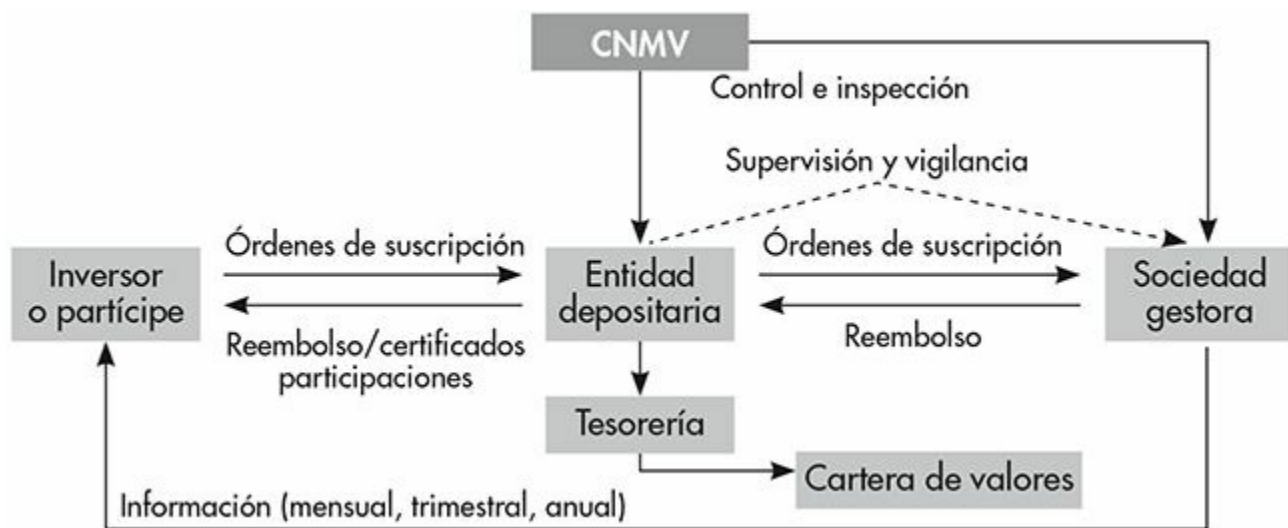 CNMV
Control e inspección
Supervisión y vigilancia
Órdenes de suscripción
Órdenes de suscripción
Inversor
o partícipe
Entidad
depositaria
Sociedad
gestora
Reembolso/certificados
participaciones
Reembolso
Tesorería
Cartera de valores
Información (mensual, trimestral, anual)